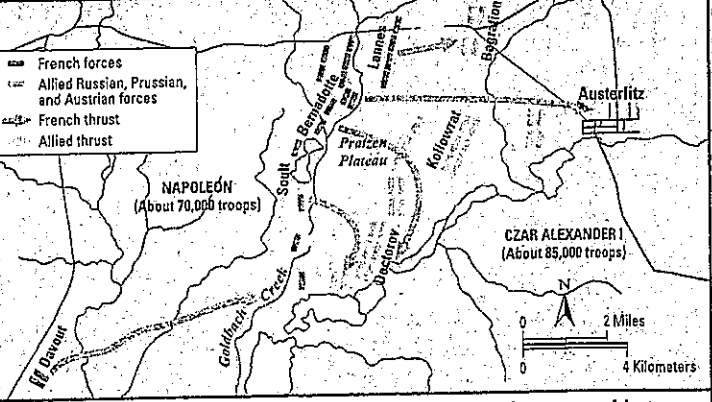 French forces
Allied Russian, Prussian,
and Austrian forces
French thrust
Allied thrust
Lannes
Bagration
Bernadotte
Austerlitz
Pratzen
Plateau
Kollowrat
NAPOLEON
(About 70,000 troops)
Soult
CZAR ALEXANDER I
(About 85,000 troops)
Doctorov
Goldbach Creek
N
0 2 Miles
0 4 Kilometers
Davout